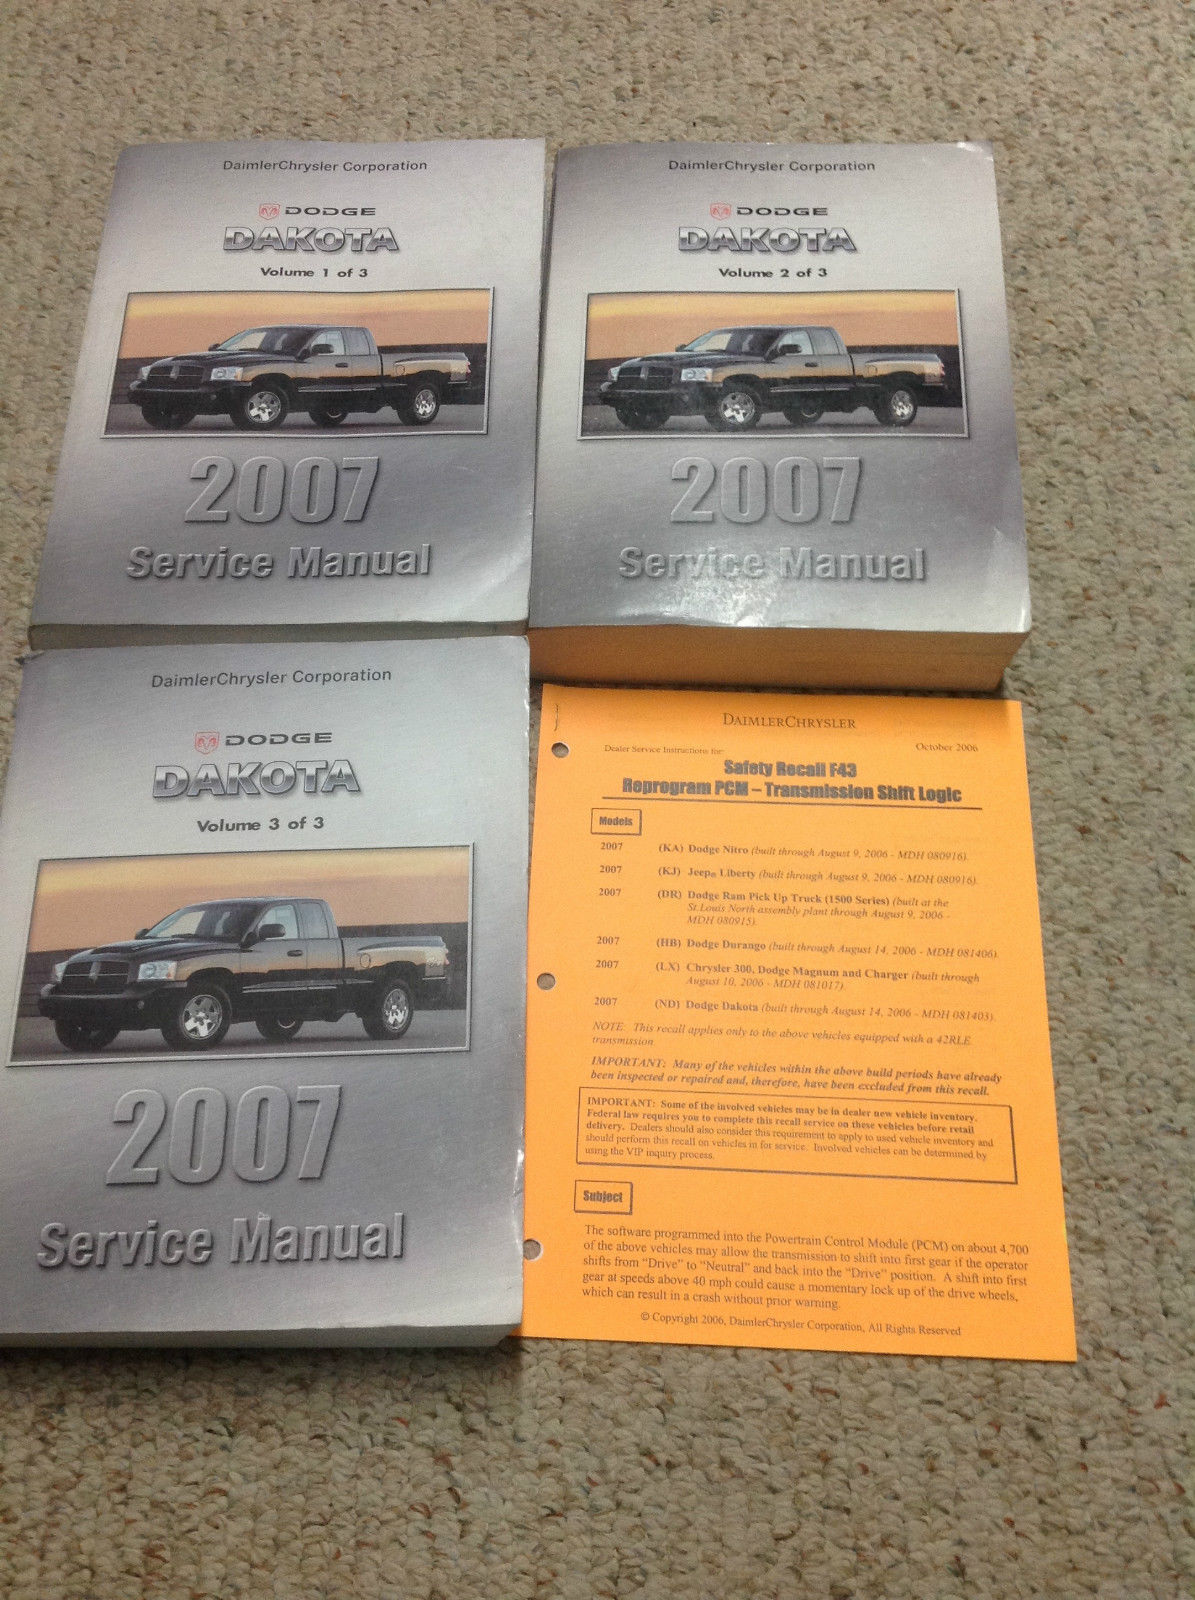 DaimlerChrysler Corporation
DODGE
DAKOTA
Volume 1 of 3
2007
Service Manual
DaimlerChrysler Corporation
DODGE
DAKOTA
Volume 2 of 3
2007
Service Manual
DaimlerChrysler Corporation
DODGE
DAKOTA
Volume 3 of 3
2007
Service Manual
DAIMLERCHRYSLER
Dealer Service Instructions for: October 2006
Safety Recall F43
Reprogram PCM – Transmission Shift Logic
Models
2007 (KA) Dodge Nitro (built through August 9, 2006 - MDH 080916).
2007 (KJ) Jeep® Liberty (built through August 9, 2006 - MDH 080916).
2007 (DR) Dodge Ram Pick Up Truck (1500 Series) (built at the
St.Louis North assembly plant through August 9, 2006 -
MDH 080915).
2007 (HB) Dodge Durango (built through August 14, 2006 - MDH 081406).
2007 (LX) Chrysler 300, Dodge Magnum and Charger (built through
August 10, 2006 - MDH 081017).
2007 (ND) Dodge Dakota (built through August 14, 2006 - MDH 081403).
NOTE: This recall applies only to the above vehicles equipped with a 42RLE
transmission.
IMPORTANT: Many of the vehicles within the above build periods have already
been inspected or repaired and, therefore, have been excluded from this recall.
IMPORTANT: Some of the involved vehicles may be in dealer new vehicle inventory.
Federal law requires you to complete this recall service on these vehicles before retail
delivery. Dealers should also consider this requirement to apply to used vehicle inventory and
should perform this recall on vehicles in for service. Involved vehicles can be determined by
using the VIP inquiry process.
Subject
The software programmed into the Powertrain Control Module (PCM) on about 4,700
of the above vehicles may allow the transmission to shift into first gear if the operator
shifts from “Drive” to “Neutral” and back into the “Drive” position. A shift into first
gear at speeds above 40 mph could cause a momentary lock up of the drive wheels,
which can result in a crash without prior warning.
© Copyright 2006, DaimlerChrysler Corporation, All Rights Reserved